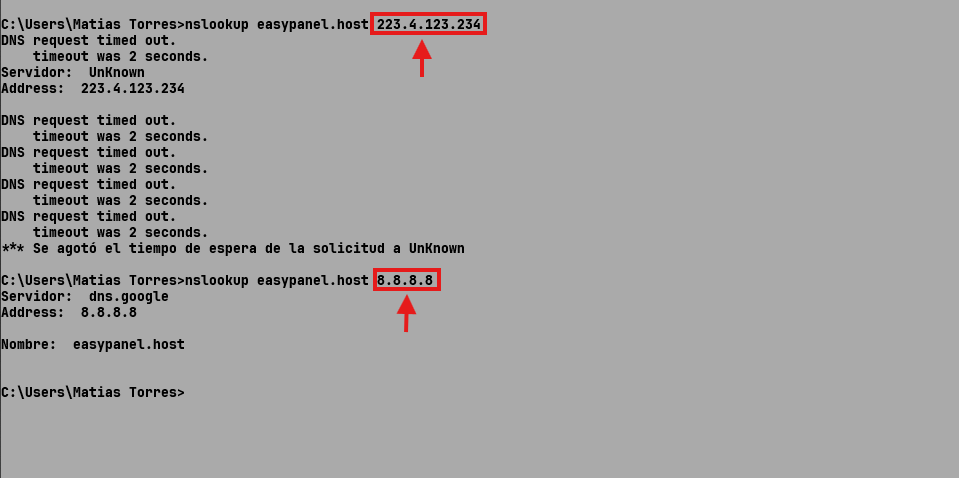 C:\Users\Matias Torres>nslookup easypanel.host 223.4.123.234
DNS request timed out.
    timeout was 2 seconds.
Servidor:  UnKnown
Address:  223.4.123.234

DNS request timed out.
    timeout was 2 seconds.
DNS request timed out.
    timeout was 2 seconds.
DNS request timed out.
    timeout was 2 seconds.
DNS request timed out.
    timeout was 2 seconds.
*** Se agotó el tiempo de espera de la solicitud a UnKnown

C:\Users\Matias Torres>nslookup easypanel.host 8.8.8.8
Servidor:  dns.google
Address:  8.8.8.8

Nombre:  easypanel.host

C:\Users\Matias Torres>